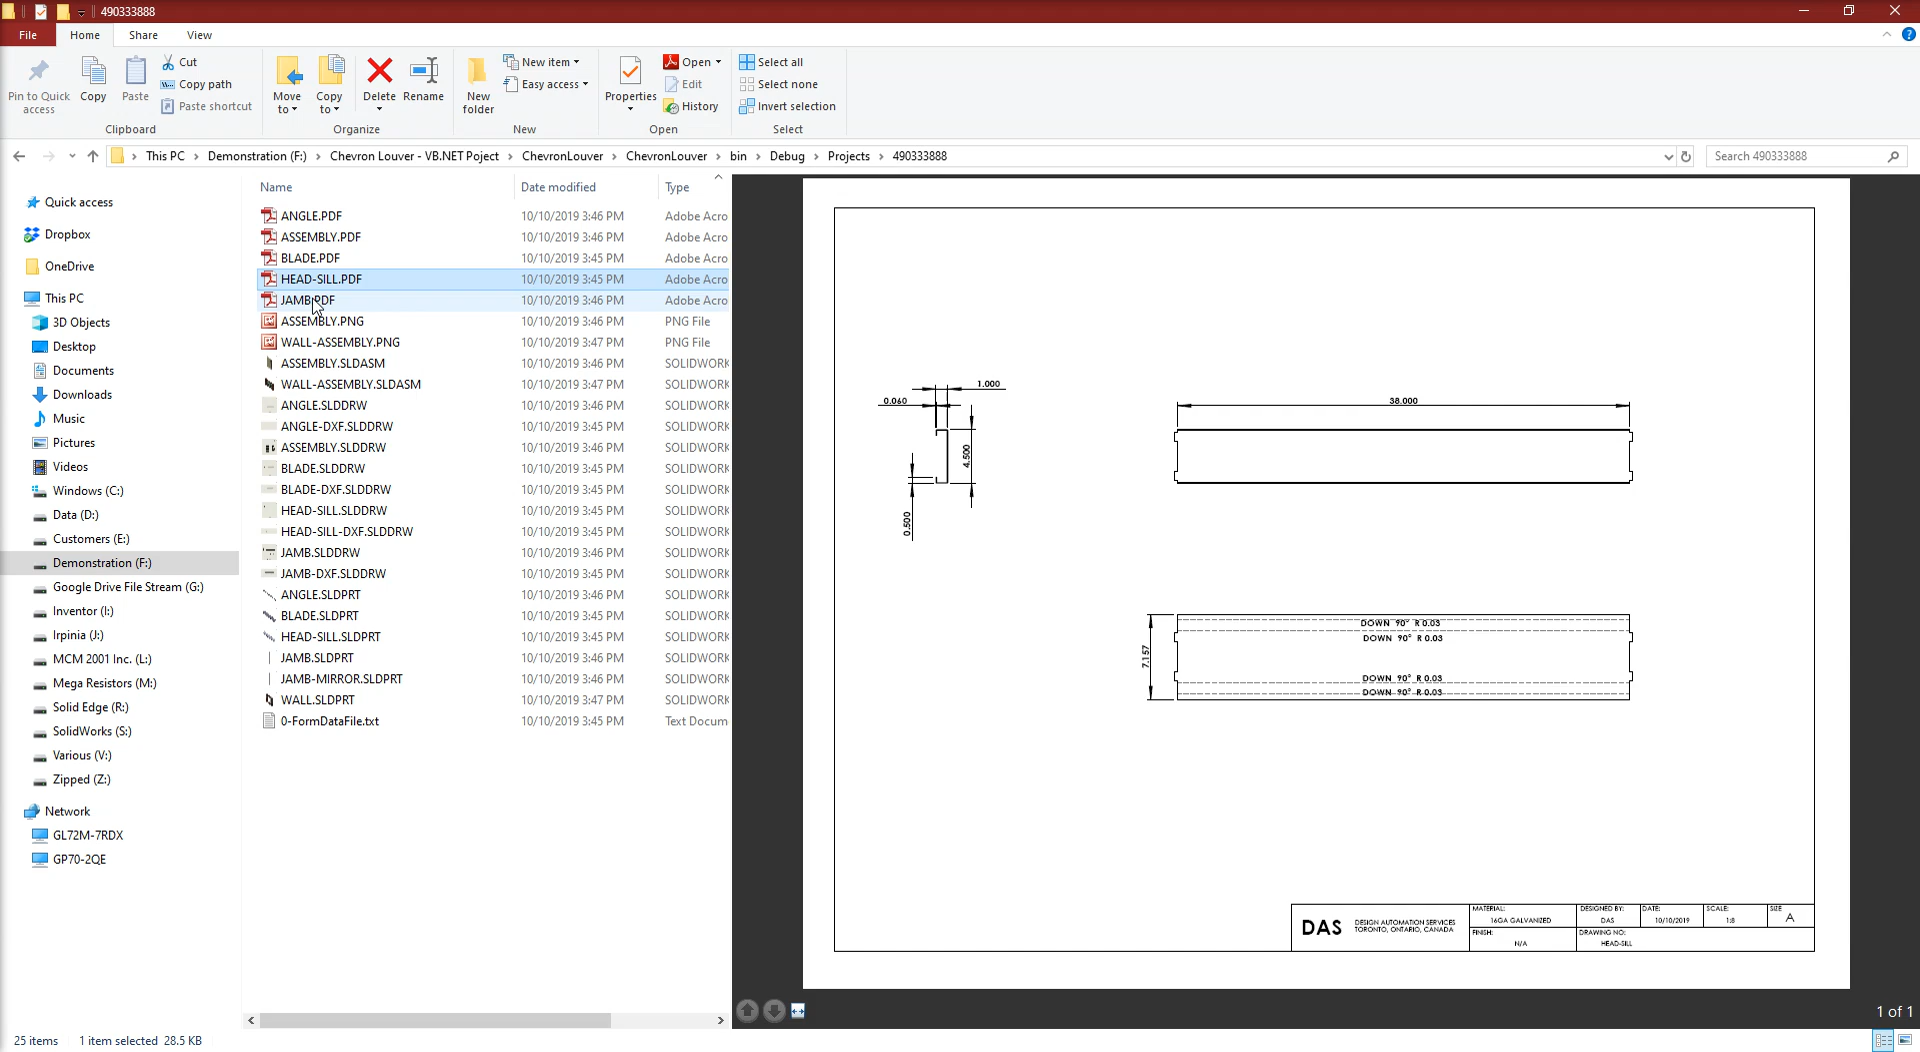 490333888
File Home Share View
Pin to Quick access
Copy
Paste
Cut
Copy path
Paste shortcut
Clipboard
Move to
Copy to
Delete
Rename
Organize
New folder
New item
Easy access
New
Properties
Open
Edit
History
Open
Select all
Select none
Invert selection
Select
This PC > Demonstration (F:) > Chevron Louver - VB.NET Poject > ChevronLouver > ChevronLouver > bin > Debug > Projects > 490333888
Search 490333888
Quick access
Dropbox
OneDrive
This PC
3D Objects
Desktop
Documents
Downloads
Music
Pictures
Videos
Windows (C:)
Data (D:)
Customers (E:)
Demonstration (F:)
Google Drive File Stream (G:)
Inventor (I:)
Irpinia (J:)
MCM 2001 Inc. (L:)
Mega Resistors (M:)
Solid Edge (R:)
SolidWorks (S:)
Various (V:)
Zipped (Z:)
Network
GL72M-7RDX
GP70-2QE
Name Date modified Type
ANGLE.PDF 10/10/2019 3:46 PM Adobe Acro
ASSEMBLY.PDF 10/10/2019 3:46 PM Adobe Acro
BLADE.PDF 10/10/2019 3:45 PM Adobe Acro
HEAD-SILL.PDF 10/10/2019 3:45 PM Adobe Acro
JAMB.PDF 10/10/2019 3:46 PM Adobe Acro
ASSEMBLY.PNG 10/10/2019 3:46 PM PNG File
WALL-ASSEMBLY.PNG 10/10/2019 3:47 PM PNG File
ASSEMBLY.SLDASM 10/10/2019 3:46 PM SOLIDWORK
WALL-ASSEMBLY.SLDASM 10/10/2019 3:47 PM SOLIDWORK
ANGLE.SLDDRW 10/10/2019 3:46 PM SOLIDWORK
ANGLE-DXF.SLDDRW 10/10/2019 3:45 PM SOLIDWORK
ASSEMBLY.SLDDRW 10/10/2019 3:46 PM SOLIDWORK
BLADE.SLDDRW 10/10/2019 3:45 PM SOLIDWORK
BLADE-DXF.SLDDRW 10/10/2019 3:45 PM SOLIDWORK
HEAD-SILL.SLDDRW 10/10/2019 3:45 PM SOLIDWORK
HEAD-SILL-DXF.SLDDRW 10/10/2019 3:45 PM SOLIDWORK
JAMB.SLDDRW 10/10/2019 3:46 PM SOLIDWORK
JAMB-DXF.SLDDRW 10/10/2019 3:45 PM SOLIDWORK
ANGLE.SLDPRT 10/10/2019 3:46 PM SOLIDWORK
BLADE.SLDPRT 10/10/2019 3:45 PM SOLIDWORK
HEAD-SILL.SLDPRT 10/10/2019 3:46 PM SOLIDWORK
JAMB.SLDPRT 10/10/2019 3:46 PM SOLIDWORK
JAMB-MIRROR.SLDPRT 10/10/2019 3:46 PM SOLIDWORK
WALL.SLDPRT 10/10/2019 3:47 PM SOLIDWORK
0-FormDataFile.txt 10/10/2019 3:45 PM Text Docum
1.000
0.060
4.500
0.500
38.000
7.157
DOWN 90° R 0.03
DOWN 90° R 0.03
DOWN 90° R 0.03
DOWN 90° R 0.03
DAS
DESIGN AUTOMATION SERVICES
TORONTO, ONTARIO, CANADA
MATERIAL:
16GA GALVANIZED
FINISH:
N/A
DESIGNED BY:
DAS
DATE:
10/10/2019
SCALE:
1:8
SIZE
A
DRAWING NO:
HEAD-SILL
1 of 1
25 items 1 item selected 28.5 KB